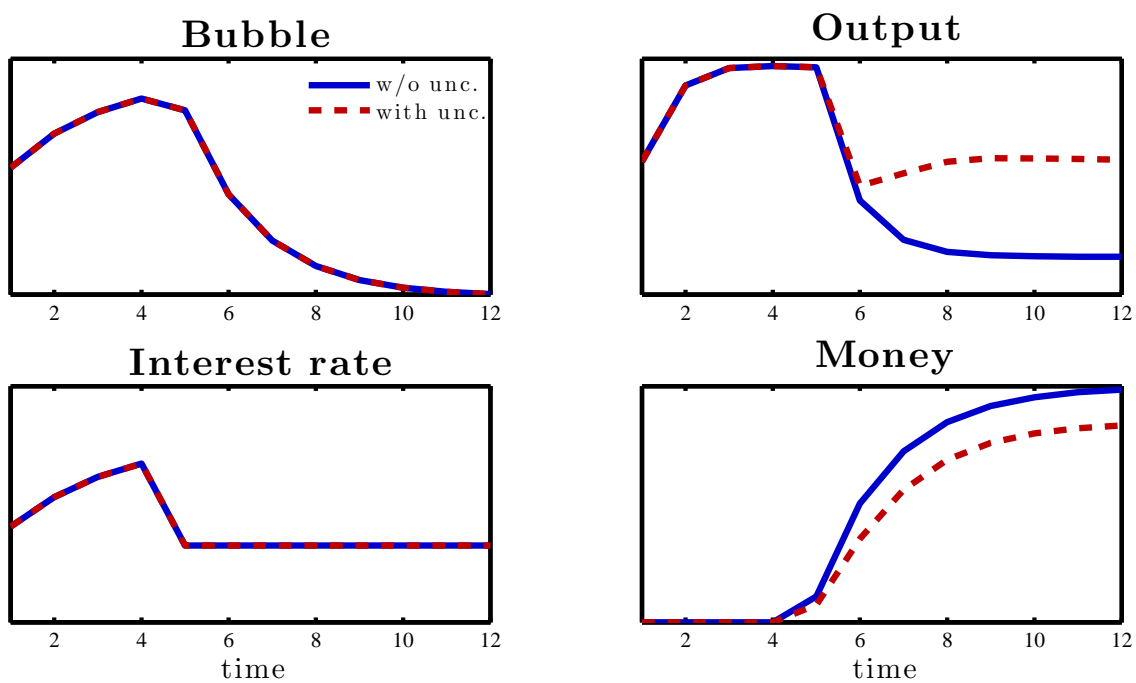 Bubble
w/o unc.
with unc.
2 4 6 8 10 12
Output
2 4 6 8 10 12
Interest rate
2 4 6 8 10 12
time
Money
2 4 6 8 10 12
time